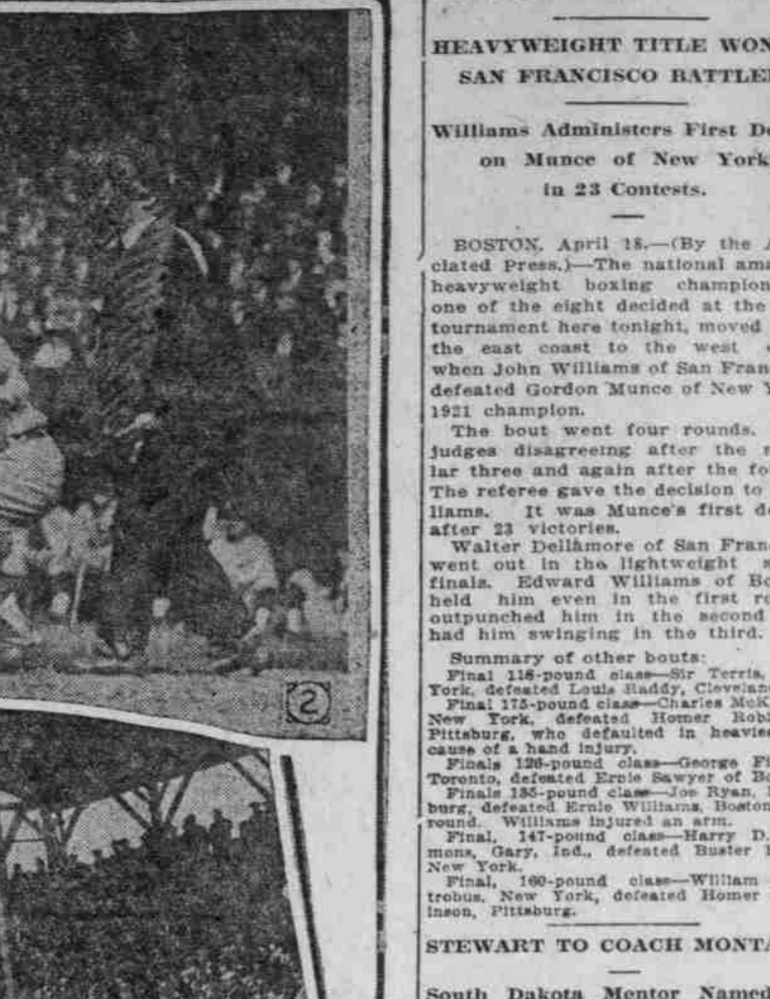 2
HEAVYWEIGHT TITLE WON
SAN FRANCISCO BATTLE
Williams Administers First De
on Munce of New York
in 23 Contests.
BOSTON, April 18.—(By the A
ciated Press.)—The national ama
heavyweight boxing champion
one of the eight decided at the
tournament here tonight, moved
the east coast to the west
when John Williams of San Fran
defeated Gordon Munce of New Y
1921 champion.
The bout went four rounds.
judges disagreeing after the r
lar three and again after the fo
The referee gave the decision to
liams. It was Munce's first de
after 23 victories.
Walter Dellamore of San Fran
went out in the lightweight s
finals. Edward Williams of Bo
held him even in the first ro
outpunched him in the second
had him swinging in the third.
Summary of other bouts:
Final 118-pound class—Sir Terris,
York, defeated Louis Raddy, Clevelan
Final 175-pound class—Charles McK
New York, defeated Homer Robi
Pittsburg, who defaulted in heavies
cause of a hand injury.
Finals 126-pound class—George Fi
Toronto, defeated Ernie Sawyer of Bo
Finals 135-pound class—Joe Ryan,
burg, defeated Ernie Williams, Boston
round. Williams injured an arm.
Final, 147-pound class—Harry D.
mons, Gary, Ind., defeated Buster
New York.
Final, 160-pound class—William
trobus, New York, defeated Homer
inson, Pittsburg.
STEWART TO COACH MONTA
South Dakota Mentor Named